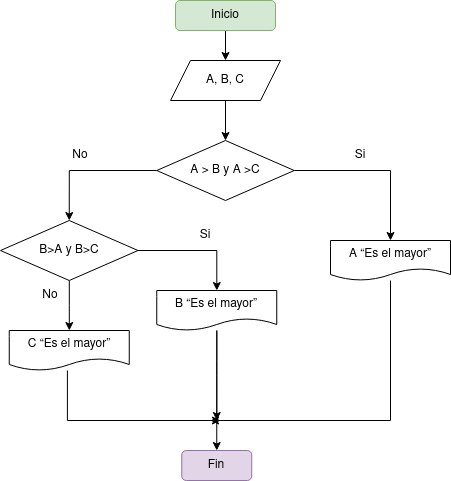 Inicio
A, B, C
A > B y A >C
No
Si
B>A y B>C
Si
A “Es el mayor”
No
B “Es el mayor”
C “Es el mayor”
Fin